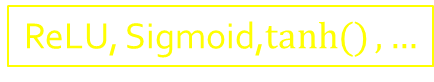 ReLU, Sigmoid,tanh() , ...